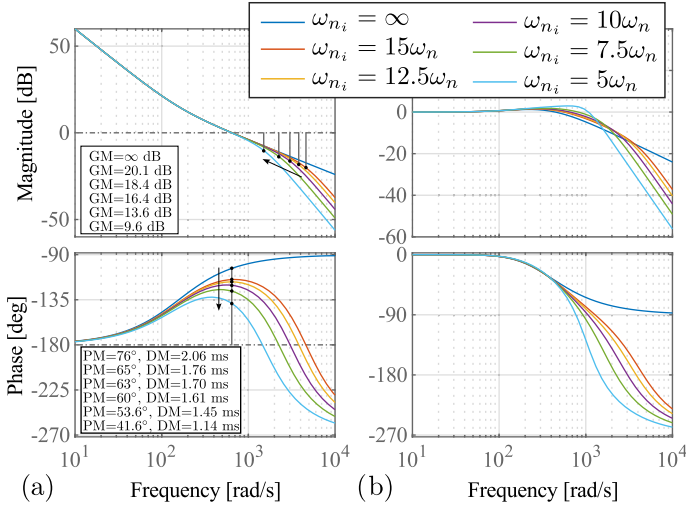 ω_{n_i} = ∞
ω_{n_i} = 15ω_n
ω_{n_i} = 12.5ω_n
ω_{n_i} = 10ω_n
ω_{n_i} = 7.5ω_n
ω_{n_i} = 5ω_n
Magnitude [dB]
50
0
-50
GM=∞ dB
GM=20.1 dB
GM=18.4 dB
GM=16.4 dB
GM=13.6 dB
GM=9.6 dB
0
-20
-40
-60
Phase [deg]
-90
-135
-180
-225
-270
PM=76°, DM=2.06 ms
PM=65°, DM=1.76 ms
PM=63°, DM=1.70 ms
PM=60°, DM=1.61 ms
PM=53.6°, DM=1.45 ms
PM=41.6°, DM=1.14 ms
0
-90
-180
-270
10^1 10^2 10^3 10^4
10^1 10^2 10^3 10^4
(a) Frequency [rad/s]
(b) Frequency [rad/s]